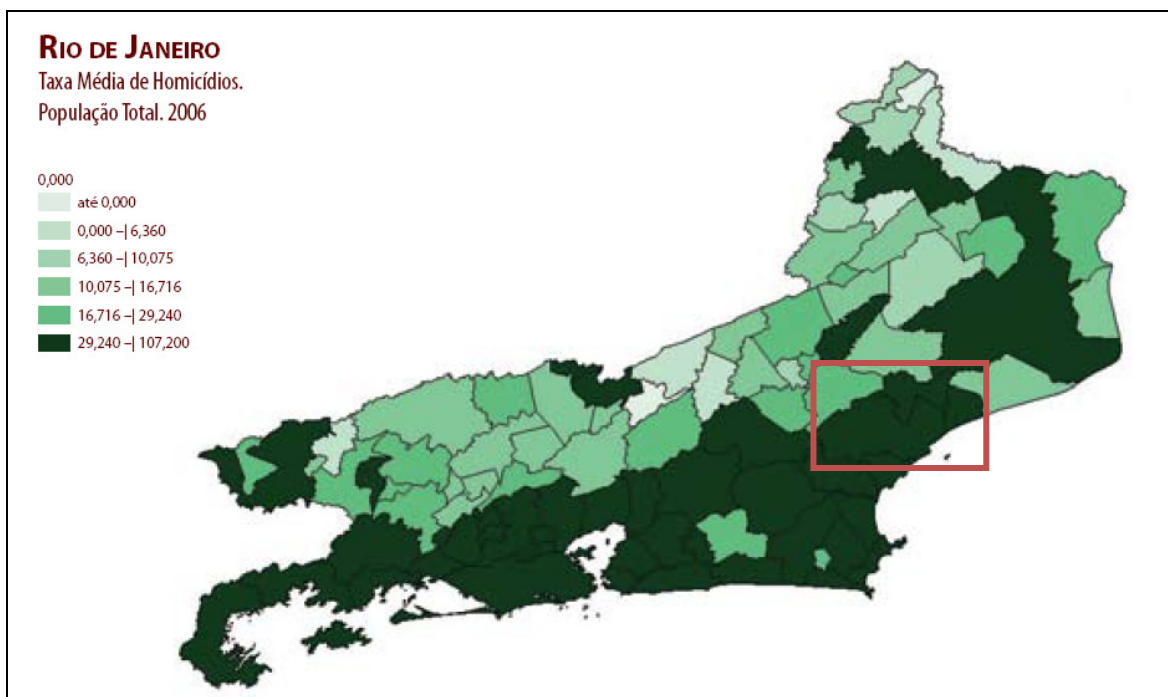 RIO DE JANEIRO
Taxa Média de Homicídios.
População Total. 2006
0,000
até 0,000
0,000 –| 6,360
6,360 –| 10,075
10,075 –| 16,716
16,716 –| 29,240
29,240 –| 107,200